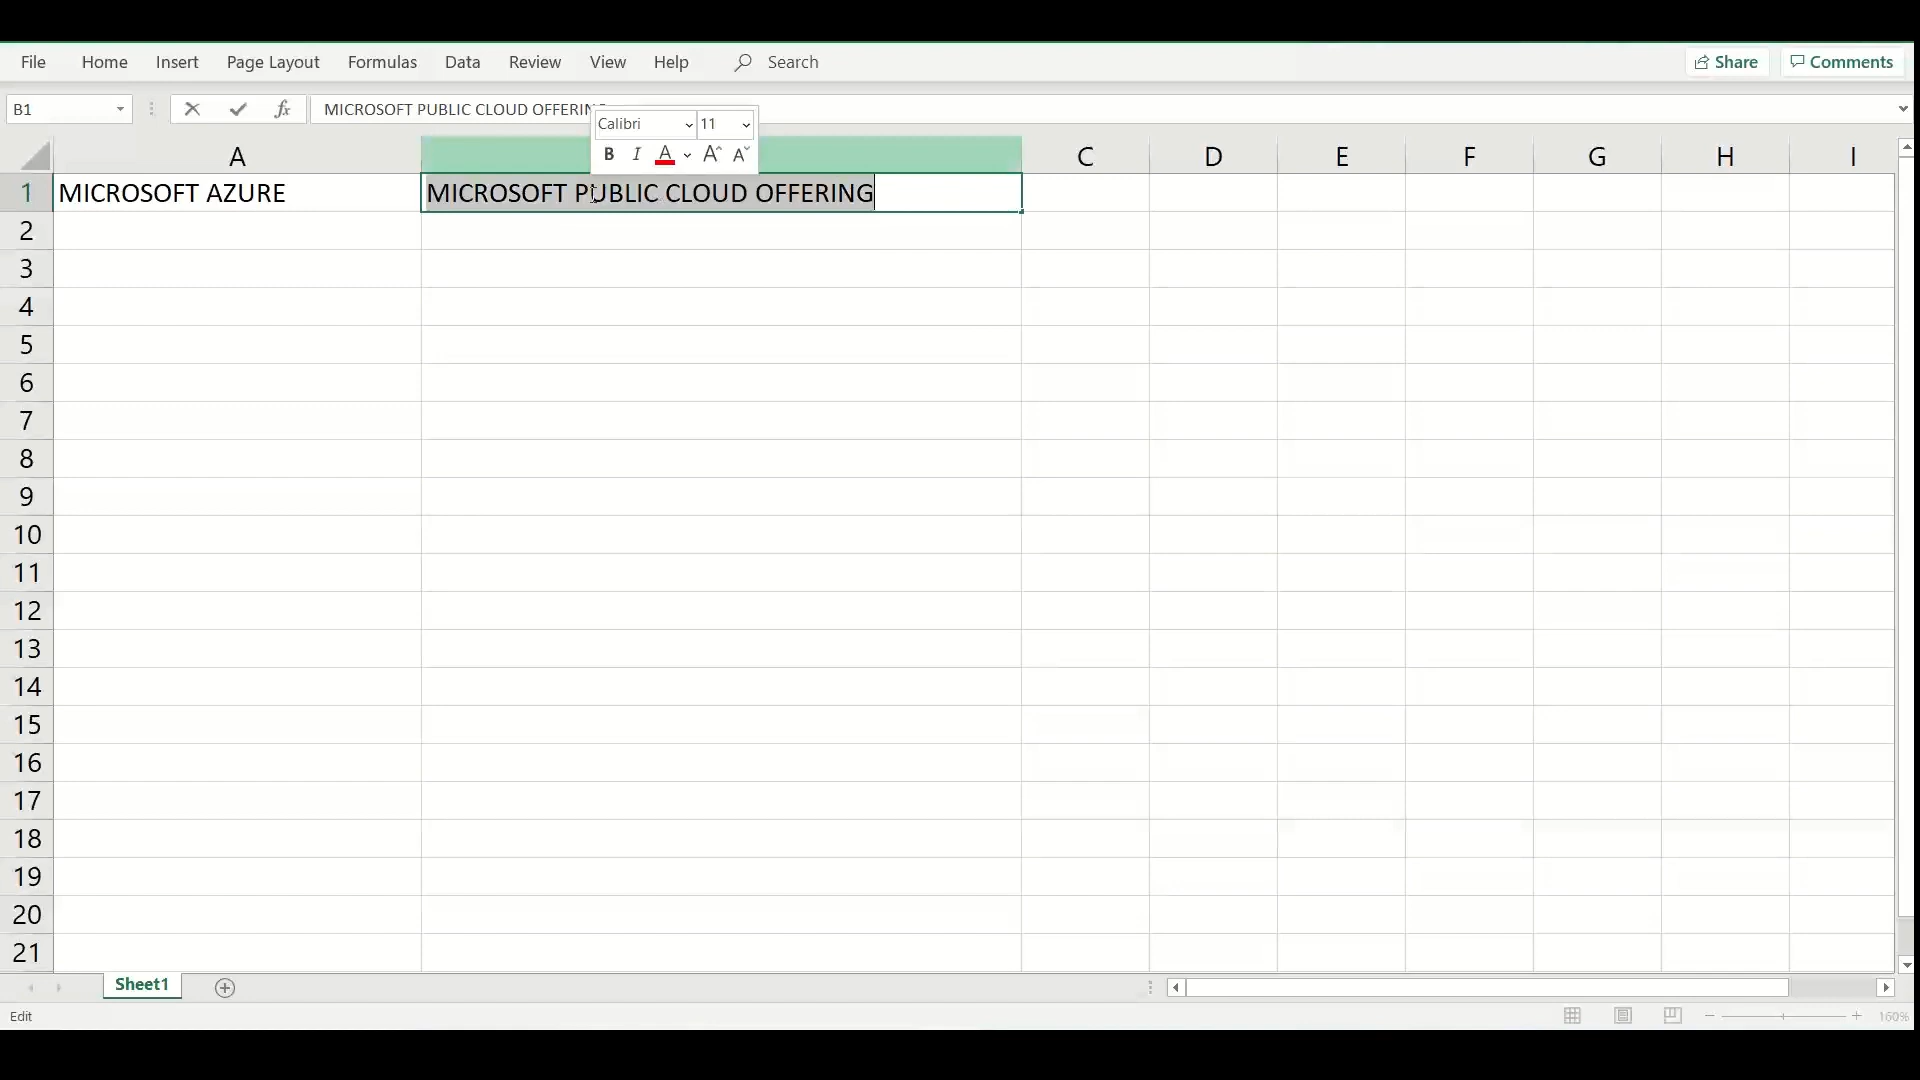 File Home Insert Page Layout Formulas Data Review View Help Search Share Comments
B1 fx MICROSOFT PUBLIC CLOUD OFFERING
Calibri 11
B I A A A
A C D E F G H I
1 MICROSOFT AZURE MICROSOFT PUBLIC CLOUD OFFERING
2
3
4
5
6
7
8
9
10
11
12
13
14
15
16
17
18
19
20
21
Sheet1
Edit 160%